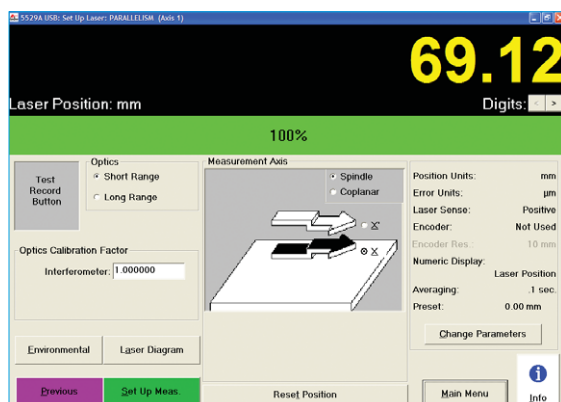 5529A USB: Set Up Laser: PARALLELISM (Axis 1)
69.12
Laser Position: mm
Digits: < >
100%
Test Record Button
Optics
Short Range
Long Range
Optics Calibration Factor
Interferometer: 1.000000
Environmental
Laser Diagram
Previous
Set Up Meas.
Measurement Axis
Spindle
Coplanar
X'
X
Reset Position
Position Units: mm
Error Units: µm
Laser Sense: Positive
Encoder: Not Used
Encoder Res.: 10 mm
Numeric Display:
Laser Position
Averaging: .1 sec.
Preset: 0.00 mm
Change Parameters
Main Menu
Info